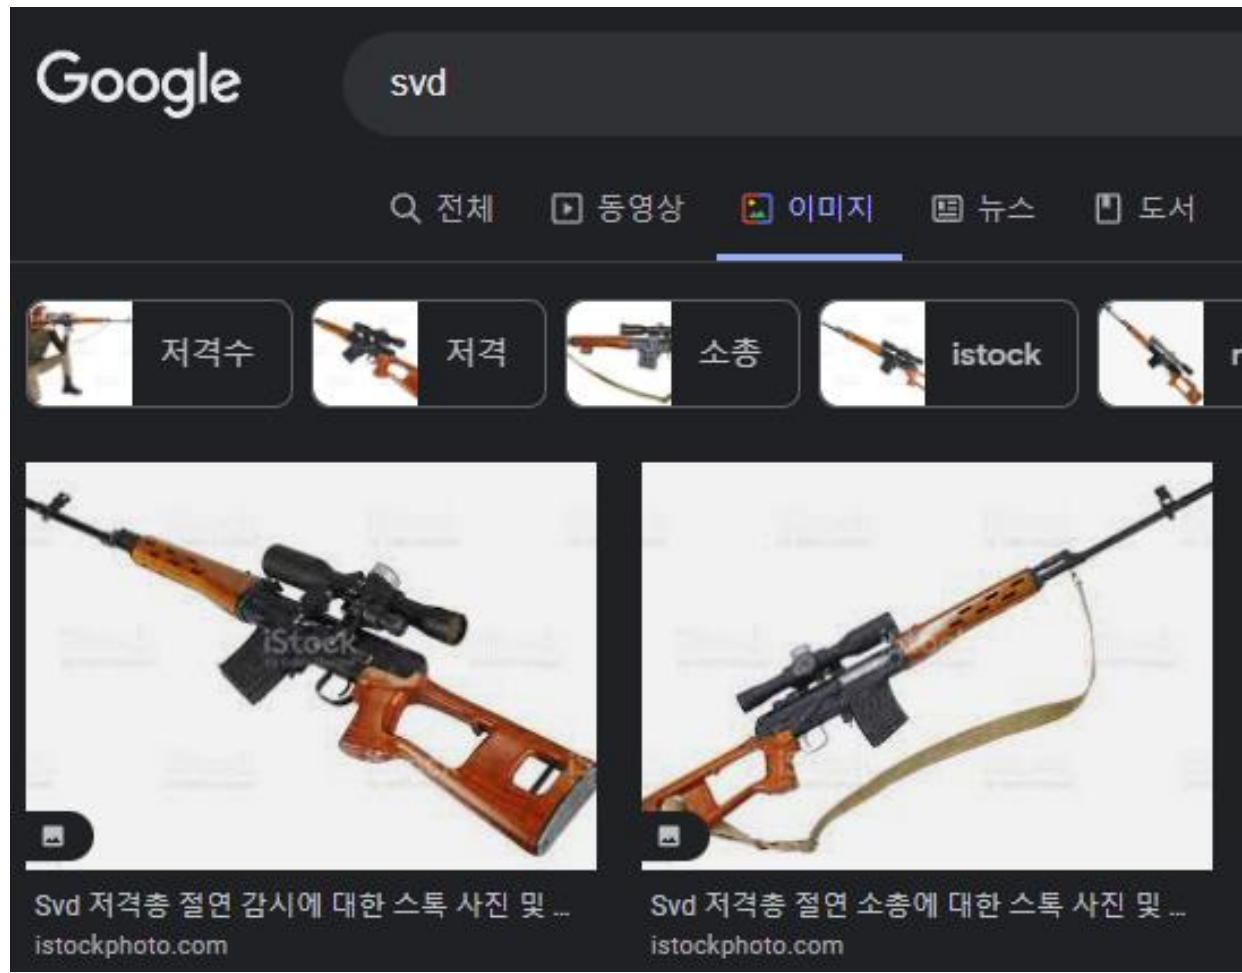 Google
svd
전체 동영상 이미지 뉴스 도서
저격수 저격 소총 istock
iStock
Svd 저격총 절연 감시에 대한 스톡 사진 및 ...
istockphoto.com
Svd 저격총 절연 소총에 대한 스톡 사진 및 ...
istockphoto.com